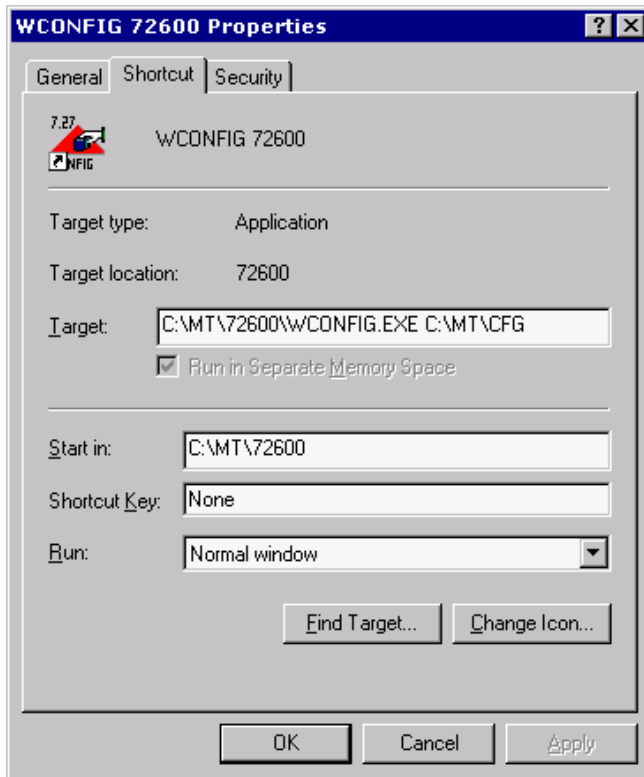 WCONFIG 72600 Properties
General Shortcut Security
7.27
NFIG
WCONFIG 72600
Target type: Application
Target location: 72600
Target: C:\MT\72600\WCONFIG.EXE C:\MT\CFG
Run in Separate Memory Space
Start in: C:\MT\72600
Shortcut Key: None
Run: Normal window
Find Target... Change Icon...
OK Cancel Apply